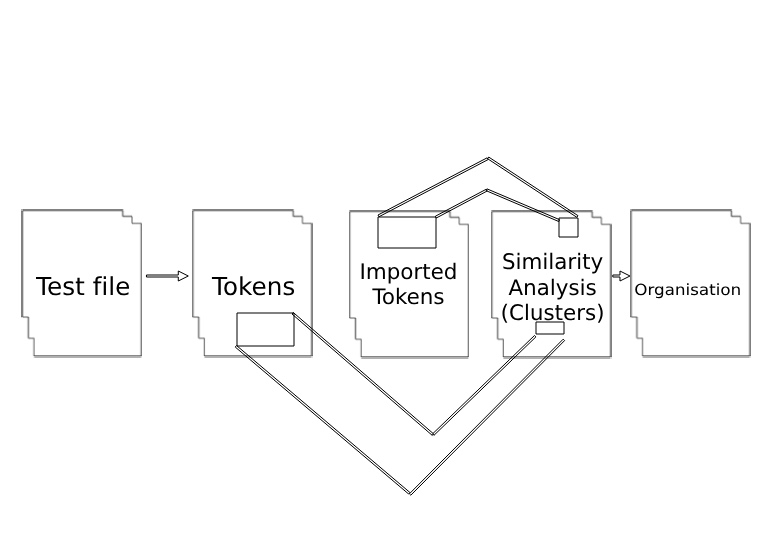 Test file
Tokens
Imported
Tokens
Similarity
Analysis
(Clusters)
Organisation